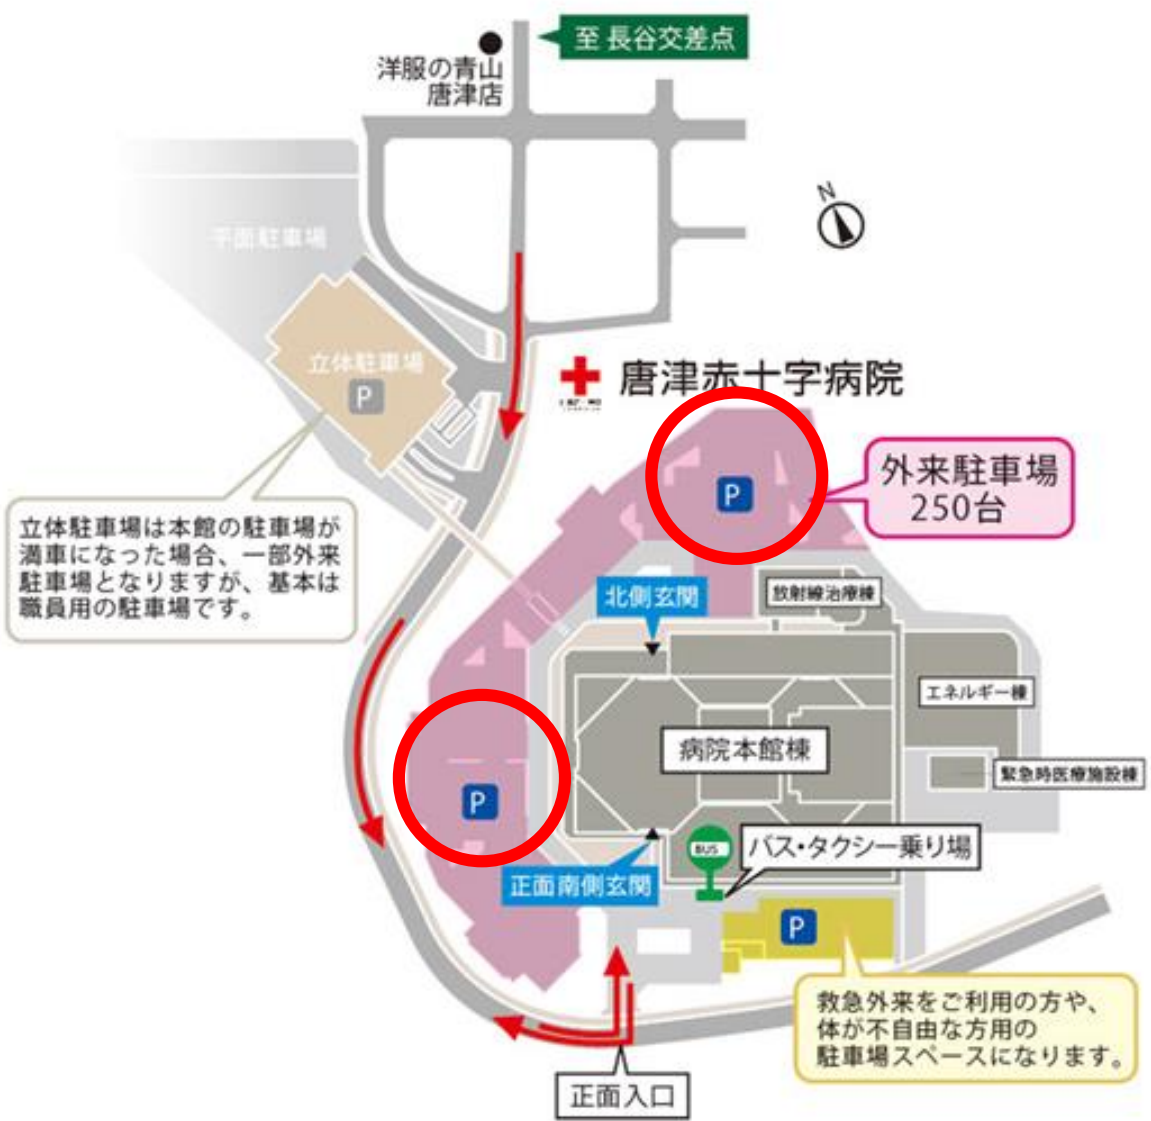 至 長谷交差点
洋服の青山
唐津店
N
平面駐車場
立体駐車場
P
唐津赤十字病院
外来駐車場
250台
P
立体駐車場は本館の駐車場が
満車になった場合、一部外来
駐車場となりますが、基本は
職員用の駐車場です。
北側玄関
放射線治療棟
エネルギー棟
病院本館棟
緊急時医療施設棟
P
BUS
バス・タクシー乗り場
正面南側玄関
P
救急外来をご利用の方や、
体が不自由な方用の
駐車場スペースになります。
正面入口